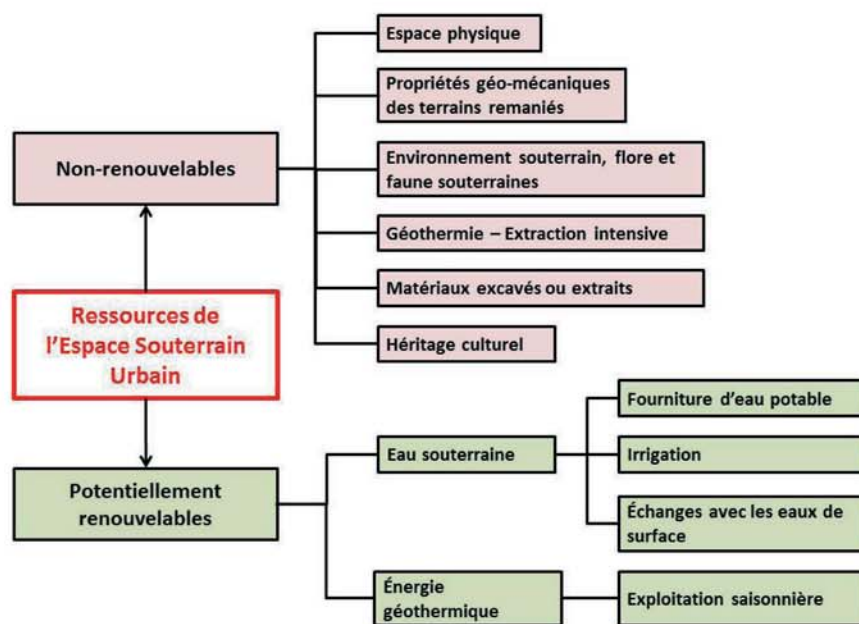 Espace physique
Propriétés géo-mécaniques
des terrains remaniés
Non-renouvelables
Environnement souterrain, flore et
faune souterraines
Géothermie – Extraction intensive
Matériaux excavés ou extraits
Héritage culturel
Ressources de
l'Espace Souterrain
Urbain
Potentiellement
renouvelables
Eau souterraine
Fourniture d'eau potable
Irrigation
Échanges avec les eaux de
surface
Énergie
géothermique
Exploitation saisonnière